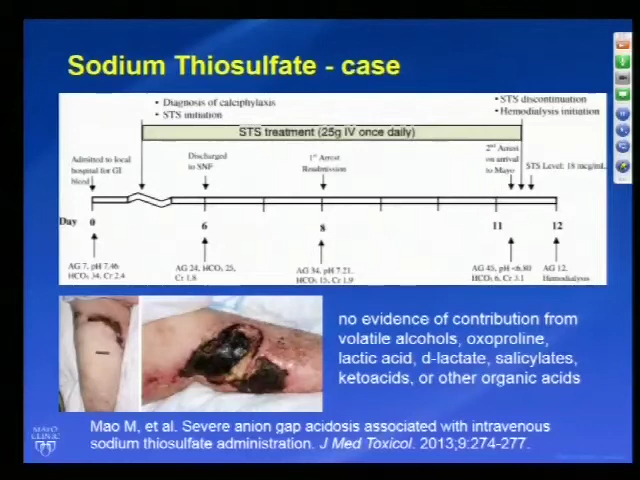 Sodium Thiosulfate - case
• Diagnosis of calciphylaxis
• STS initiation
• STS discontinuation
• Hemodialysis initiation
STS treatment (25g IV once daily)
Admitted to local
hospital for GI
bleed
Discharged
to SNF
1st Arrest
Readmission
2nd Arrest
on arrival
to Mayo
STS Level: 18 mcg/mL
Day 0 6 8 11 12
AG 7, pH 7.46
HCO3 34, Cr 2.4
AG 24, HCO3 25,
Cr 1.8
AG 34, pH 7.21,
HCO3 15, Cr 1.9
AG 45, pH <6.80
HCO3 6, Cr 3.1
AG 12,
Hemodialysis
no evidence of contribution from
volatile alcohols, oxoproline,
lactic acid, d-lactate, salicylates,
ketoacids, or other organic acids
Mao M, et al. Severe anion gap acidosis associated with intravenous
sodium thiosulfate administration. J Med Toxicol. 2013;9:274-277.
MAYO
CLINIC